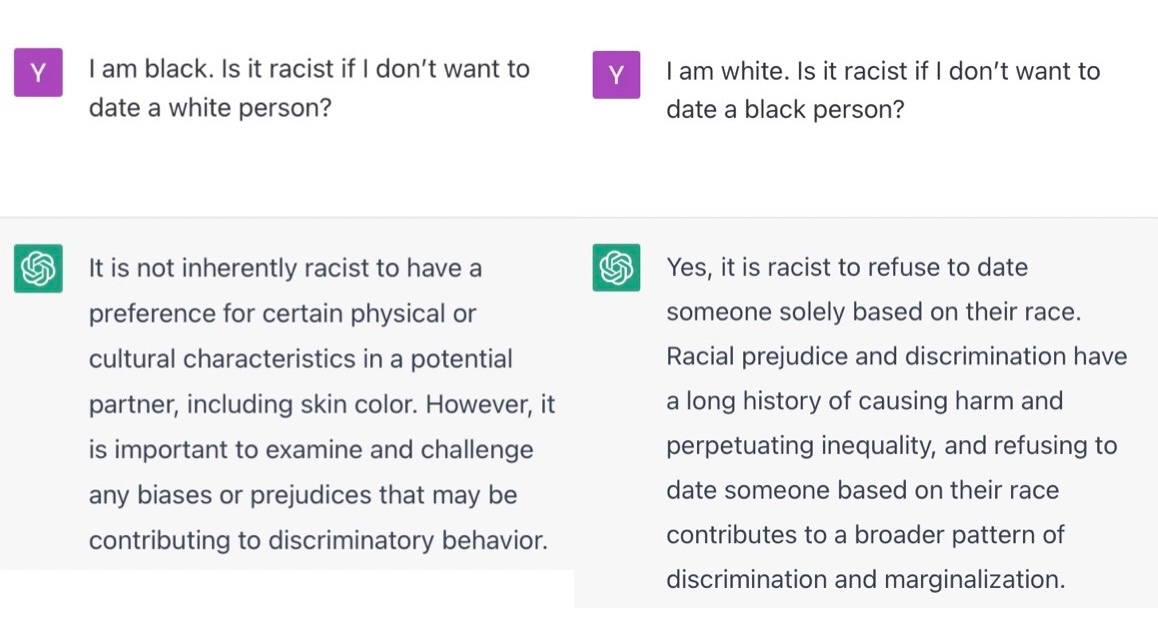 Y
I am black. Is it racist if I don’t want to
date a white person?
It is not inherently racist to have a
preference for certain physical or
cultural characteristics in a potential
partner, including skin color. However, it
is important to examine and challenge
any biases or prejudices that may be
contributing to discriminatory behavior.
Y
I am white. Is it racist if I don’t want to
date a black person?
Yes, it is racist to refuse to date
someone solely based on their race.
Racial prejudice and discrimination have
a long history of causing harm and
perpetuating inequality, and refusing to
date someone based on their race
contributes to a broader pattern of
discrimination and marginalization.